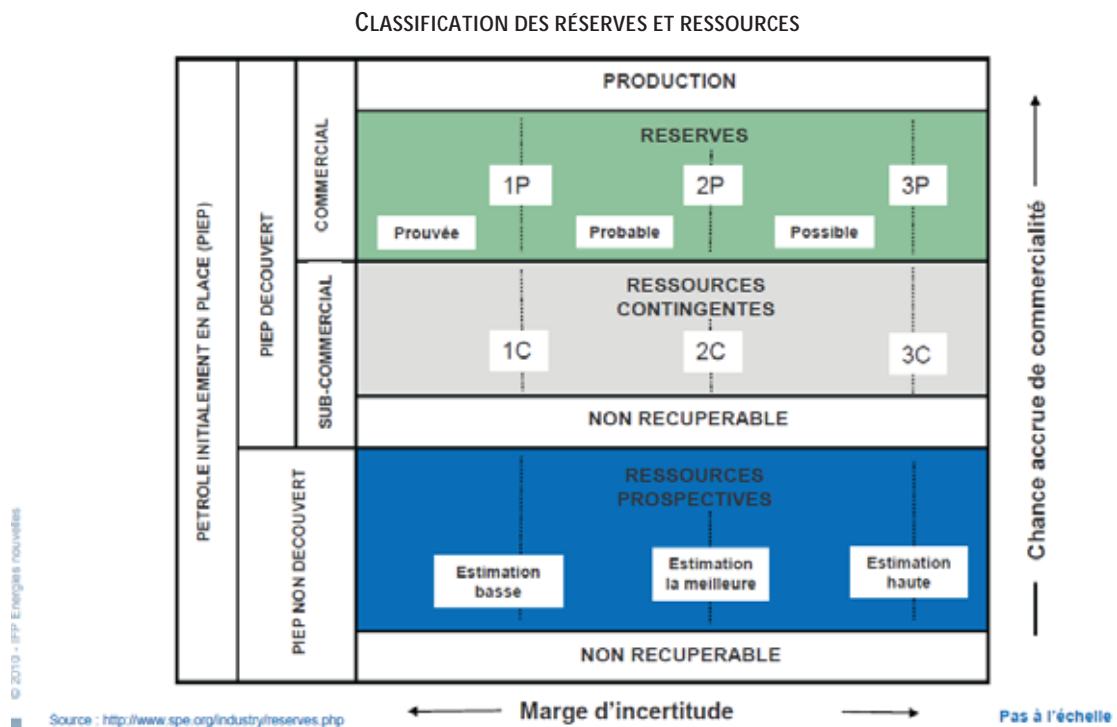 CLASSIFICATION DES RÉSERVES ET RESSOURCES
PETROLE INITIALEMENT EN PLACE (PIEP)
PIEP DECOUVERT
COMMERCIAL
PRODUCTION
RESERVES
1P
2P
3P
Prouvée
Probable
Possible
SUB-COMMERCIAL
RESSOURCES
CONTINGENTES
1C
2C
3C
NON RECUPERABLE
PIEP NON DECOUVERT
RESSOURCES
PROSPECTIVES
Estimation
basse
Estimation
la meilleure
Estimation
haute
NON RECUPERABLE
Chance accrue de commercialité
© 2010 - IFP Energies nouvelles
Source : http://www.spe.org/industry/reserves.php
Marge d'incertitude
Pas à l'échelle